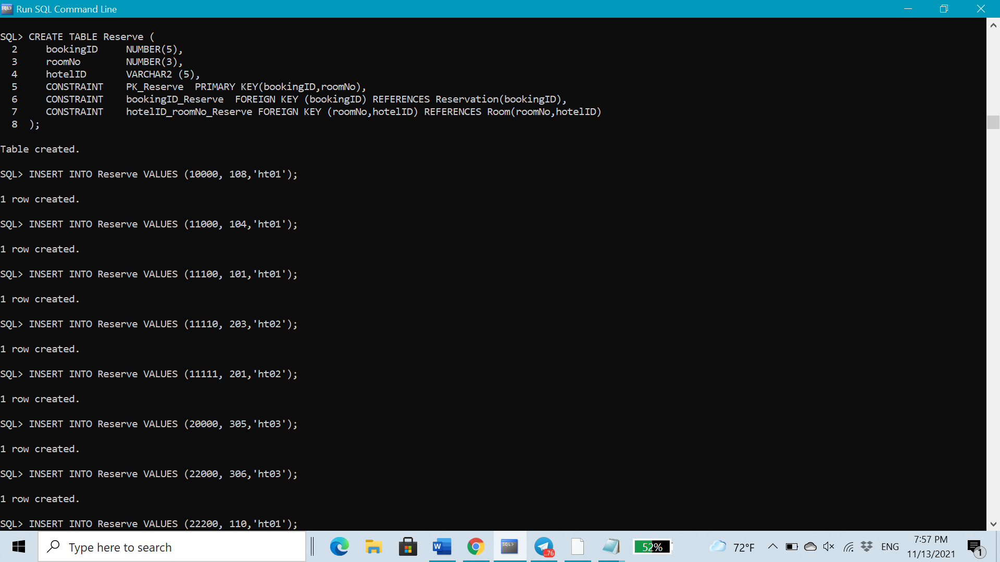 Run SQL Command Line
SQL> CREATE TABLE Reserve (
  2     bookingID     NUMBER(5),
  3     roomNo        NUMBER(3),
  4     hotelID       VARCHAR2 (5),
  5     CONSTRAINT    PK_Reserve  PRIMARY KEY(bookingID,roomNo),
  6     CONSTRAINT    bookingID_Reserve  FOREIGN KEY (bookingID) REFERENCES Reservation(bookingID),
  7     CONSTRAINT    hotelID_roomNo_Reserve FOREIGN KEY (roomNo,hotelID) REFERENCES Room(roomNo,hotelID)
  8  );
Table created.
SQL> INSERT INTO Reserve VALUES (10000, 108,'ht01');
1 row created.
SQL> INSERT INTO Reserve VALUES (11000, 104,'ht01');
1 row created.
SQL> INSERT INTO Reserve VALUES (11100, 101,'ht01');
1 row created.
SQL> INSERT INTO Reserve VALUES (11110, 203,'ht02');
1 row created.
SQL> INSERT INTO Reserve VALUES (11111, 201,'ht02');
1 row created.
SQL> INSERT INTO Reserve VALUES (20000, 305,'ht03');
1 row created.
SQL> INSERT INTO Reserve VALUES (22000, 306,'ht03');
1 row created.
SQL> INSERT INTO Reserve VALUES (22200, 110,'ht01');
Type here to search
W
SQL>
..76
52%
72°F
ENG
7:57 PM
11/13/2021
1